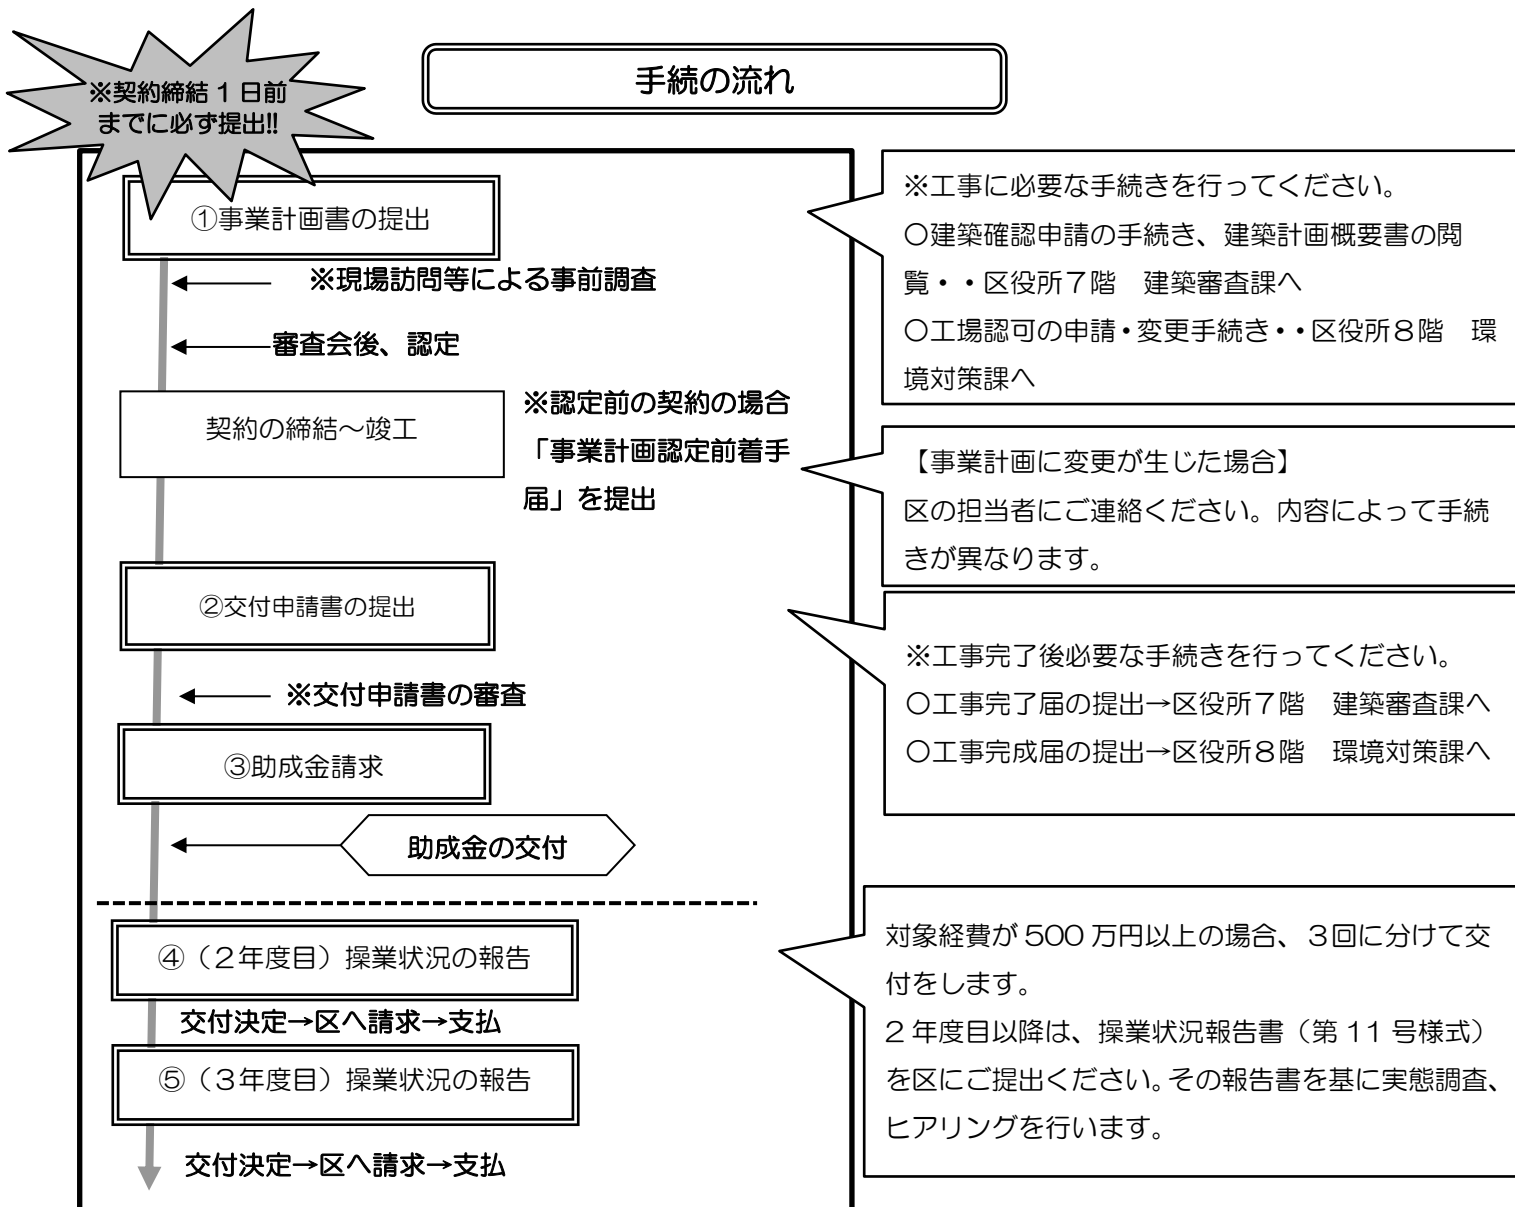 ※契約締結１日前
までに必ず提出!!
手続の流れ
①事業計画書の提出
※現場訪問等による事前調査
審査会後、認定
契約の締結～竣工
※認定前の契約の場合
「事業計画認定前着手
届」を提出
②交付申請書の提出
※交付申請書の審査
③助成金請求
助成金の交付
④（２年度目）操業状況の報告
交付決定→区へ請求→支払
⑤（３年度目）操業状況の報告
交付決定→区へ請求→支払
※工事に必要な手続きを行ってください。
〇建築確認申請の手続き、建築計画概要書の閲
覧・・区役所７階　建築審査課へ
〇工場認可の申請・変更手続き・・区役所８階　環
境対策課へ
【事業計画に変更が生じた場合】
区の担当者にご連絡ください。内容によって手続
きが異なります。
※工事完了後必要な手続きを行ってください。
〇工事完了届の提出→区役所７階　建築審査課へ
〇工事完成届の提出→区役所８階　環境対策課へ
対象経費が 500 万円以上の場合、３回に分けて交
付をします。
２年度目以降は、操業状況報告書（第 11 号様式）
を区にご提出ください。その報告書を基に実態調査、
ヒアリングを行います。